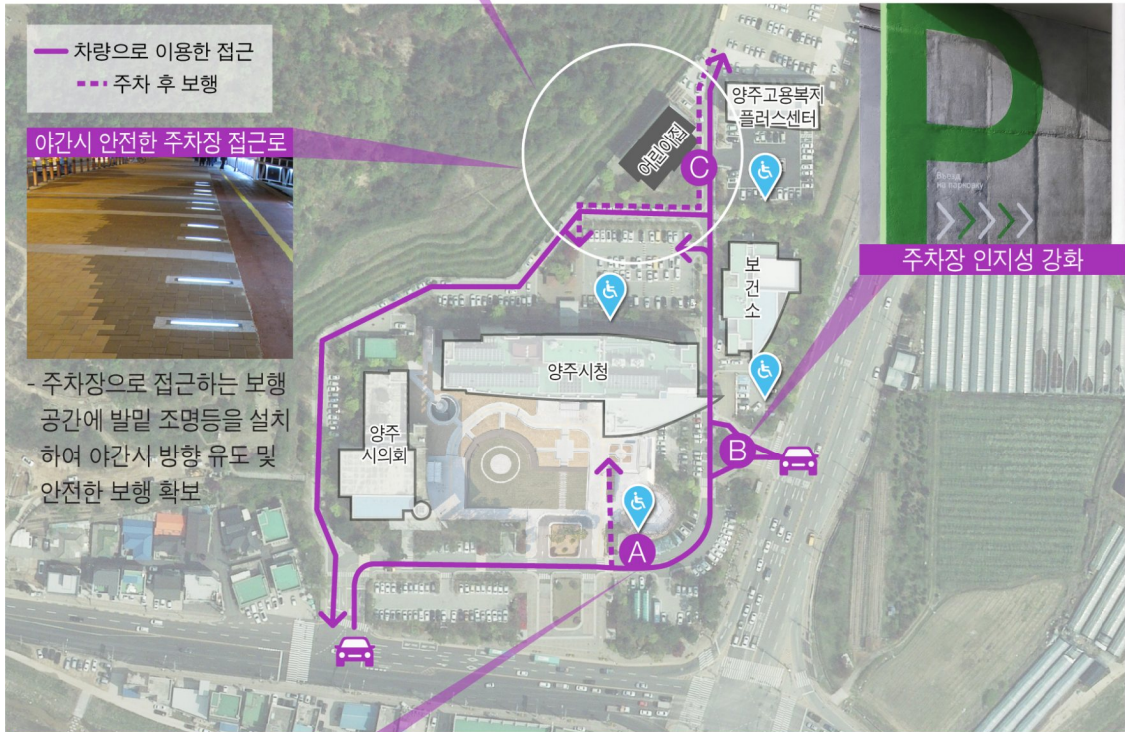 차량으로 이용한 접근
주차 후 보행
야간시 안전한 주차장 접근로
- 주차장으로 접근하는 보행
공간에 발밑 조명등을 설치
하여 야간시 방향 유도 및
안전한 보행 확보
양주고용복지
플러스센터
어린이집
C
보
건
소
양주시청
양주
시의회
B
A
P
Въезд
на парковку
주차장 인지성 강화